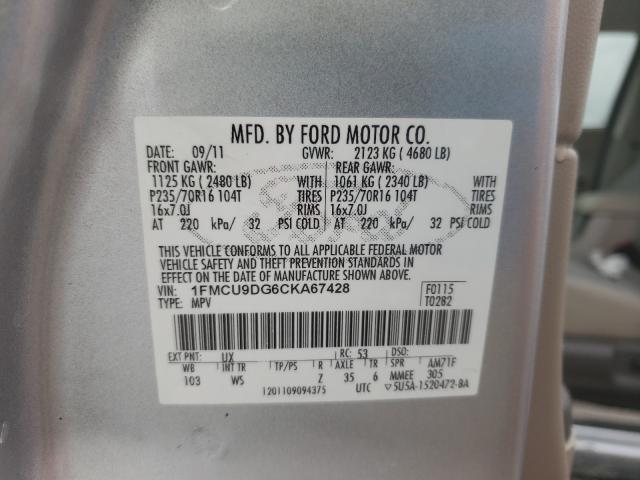 MFD. BY FORD MOTOR CO.
DATE: 09/11 GVWR: 2123 KG ( 4680 LB)
FRONT GAWR: REAR GAWR:
1125 KG ( 2480 LB) WITH 1061 KG ( 2340 LB) WITH
P235/70R16 104T TIRES P235/70R16 104T TIRES
16x7.0J RIMS 16x7.0J RIMS
AT 220 kPa/ 32 PSI COLD AT 220 kPa/ 32 PSI COLD
THIS VEHICLE CONFORMS TO ALL APPLICABLE FEDERAL MOTOR
VEHICLE SAFETY AND THEFT PREVENTION STANDARDS IN
EFFECT ON THE DATE OF MANUFACTURE SHOWN ABOVE.
VIN: 1FMCU9DG6CKA67428 F0115
TYPE: MPV T0282
EXT PNT: UX RC: 53 DSO:
WB INT TR TP/PS R AXLE TR SPR AM71F
103 WS Z 35 6 MMEE 305
1201109094375 UTC ▽5U5A-1520472-BA